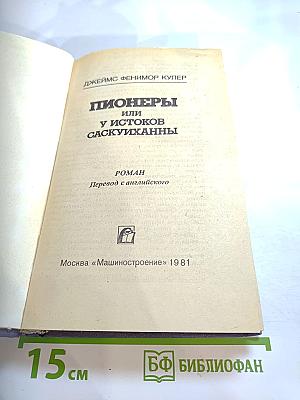 ДЖЕЙМС ФЕНИМОР КУПЕР
ПИОНЕРЫ
ИЛИ
У ИСТОКОВ
САСКУИХАННЫ
РОМАН
Перевод с английского
Москва «Машиностроение» 1981
15 см
БФ БИБЛИОФАН